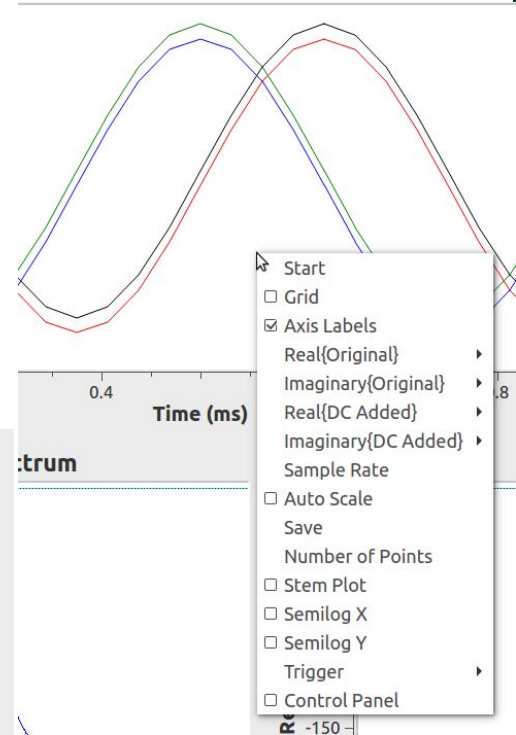 0.4
.8
Time (ms)
ctrum
Start
Grid
Axis Labels
Real{Original}
Imaginary{Original}
Real{DC Added}
Imaginary{DC Added}
Sample Rate
Auto Scale
Save
Number of Points
Stem Plot
Semilog X
Semilog Y
Trigger
Control Panel
Re
-150